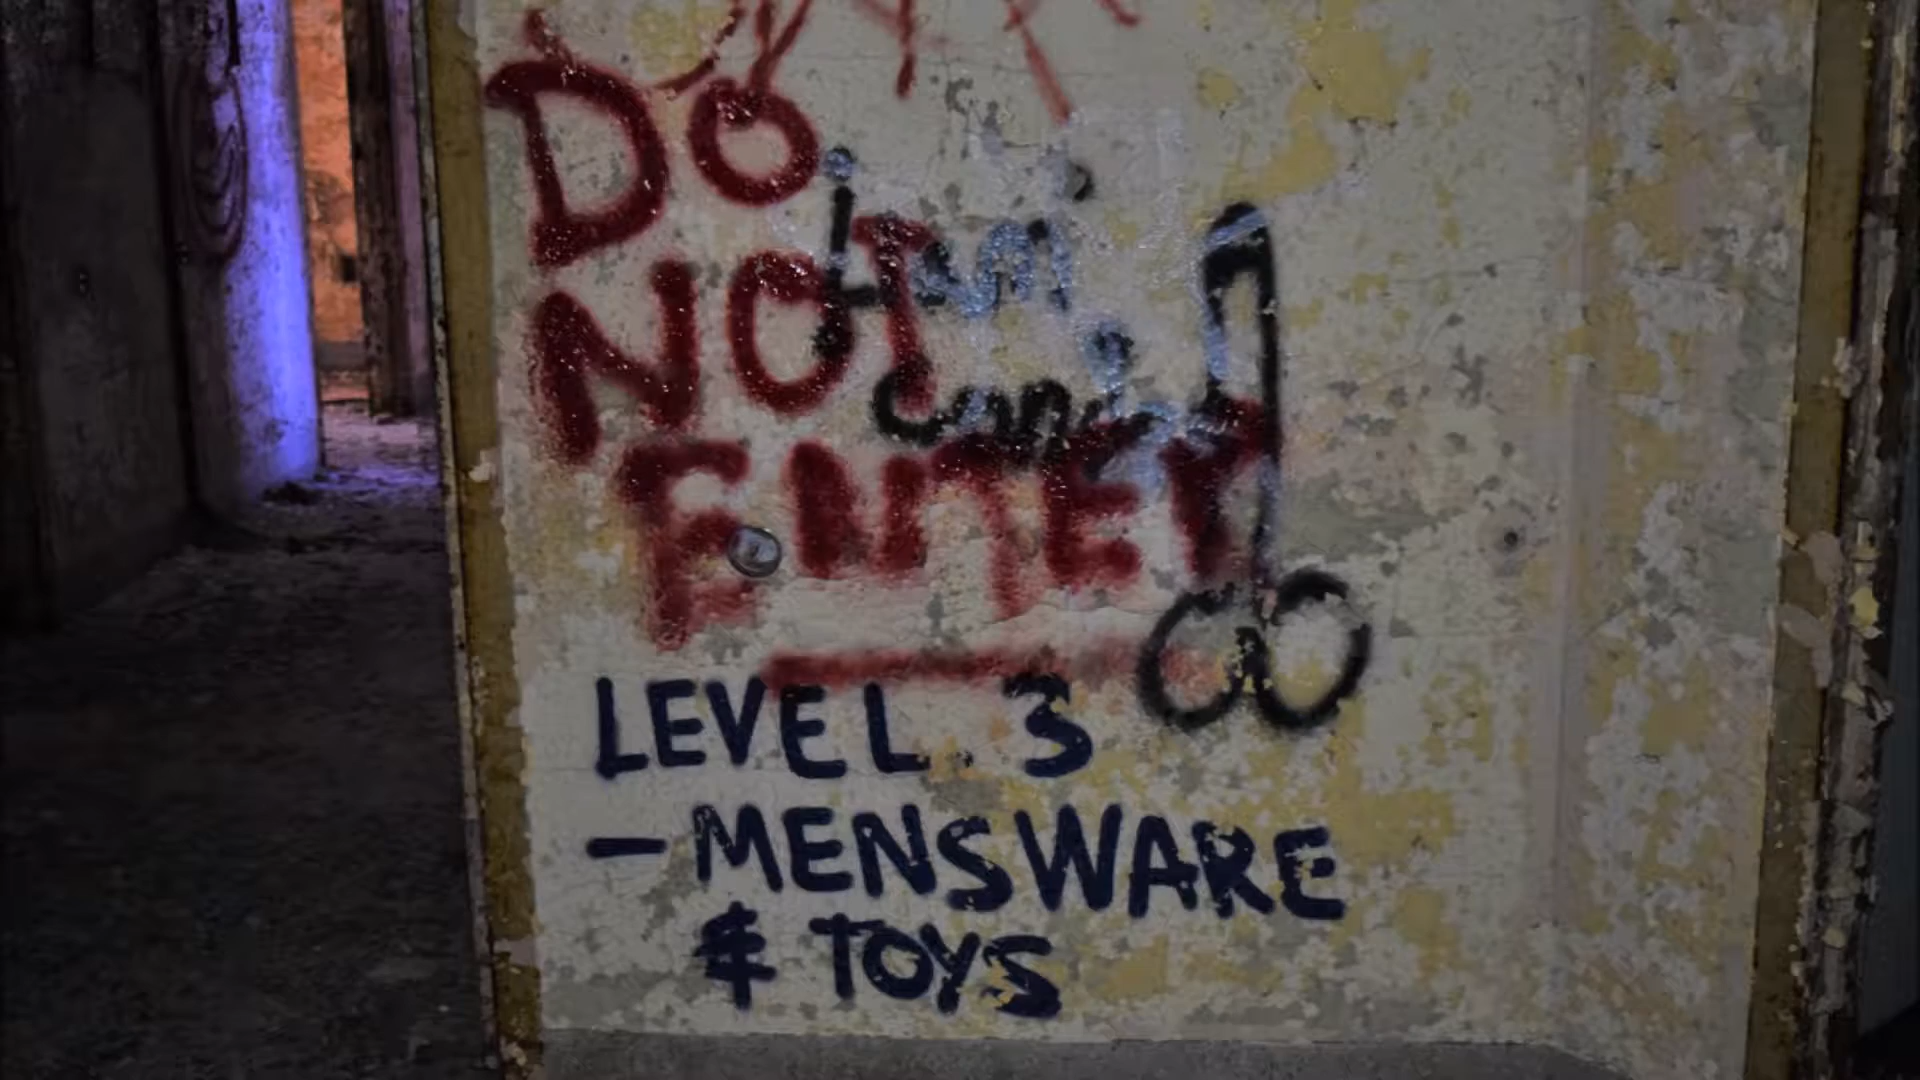 DO
NOT
ENTER
LEVEL 3
- MENSWARE
& TOYS